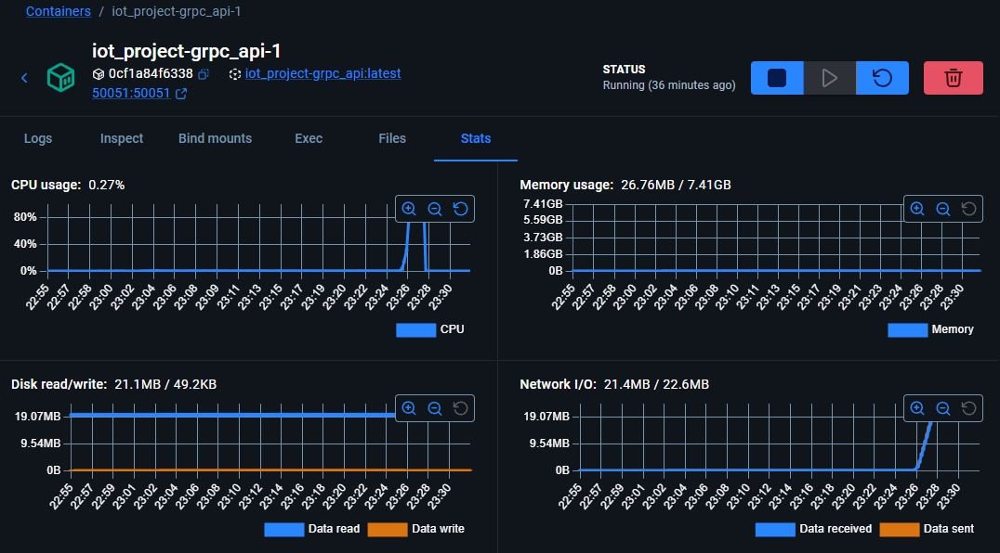 Containers / iot_project-grpc_api-1
iot_project-grpc_api-1
0cf1a84f6338 iot_project-grpc_api:latest
50051:50051
STATUS
Running (36 minutes ago)
Logs Inspect Bind mounts Exec Files Stats
CPU usage: 0.27%
80%
40%
0%
22:55 22:57 22:58 23:00 23:02 23:04 23:06 23:08 23:09 23:11 23:13 23:15 23:17 23:19 23:20 23:22 23:24 23:26 23:28 23:30
CPU
Memory usage: 26.76MB / 7.41GB
7.41GB
5.59GB
3.73GB
1.86GB
0B
22:55 22:57 22:58 23:00 23:02 23:04 23:06 23:08 23:10 23:11 23:13 23:15 23:17 23:19 23:21 23:23 23:24 23:26 23:28 23:30
Memory
Disk read/write: 21.1MB / 49.2KB
19.07MB
9.54MB
0B
22:55 22:57 22:59 23:01 23:02 23:04 23:06 23:08 23:10 23:12 23:14 23:16 23:18 23:20 23:22 23:24 23:26 23:28 23:30
Data read Data write
Network I/O: 21.4MB / 22.6MB
19.07MB
9.54MB
0B
22:55 22:57 22:59 23:01 23:02 23:04 23:06 23:08 23:10 23:12 23:14 23:16 23:18 23:20 23:22 23:24 23:26 23:28 23:30
Data received Data sent